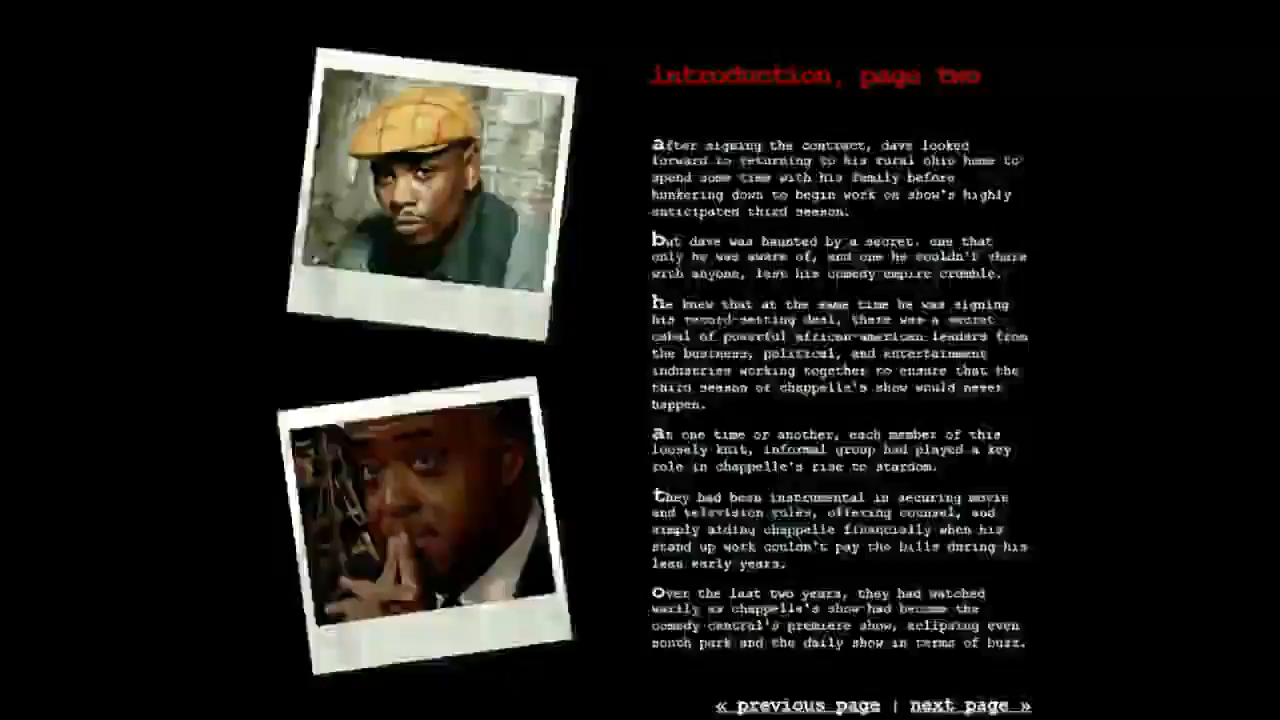 introduction, page two
after signing the contract, dave looked
forward to returning to his rural ohio home to
spend some time with his family before
hunkering down to begin work on show's highly
anticipated third season.
but dave was haunted by a secret. one that
only he was aware of, and one he couldn't share
with anyone, lest his comedy empire crumble.
he knew that at the same time he was signing
his record-setting deal, there was a secret
cabal of powerful african-american leaders from
the business, political, and entertainment
industries working together to ensure that the
third season of chappelle's show would never
happen.
at one time or another, each member of this
loosely knit, informal group had played a key
role in chappelle's rise to stardom.
they had been instrumental in securing movie
and television roles, offering counsel, and
simply aiding chappelle financially when his
stand up work couldn't pay the bills during his
lean early years.
over the last two years, they had watched
warily as chappelle's show had become the
comedy central's premiere show, eclipsing even
south park and the daily show in terms of buzz.
« previous page | next page »